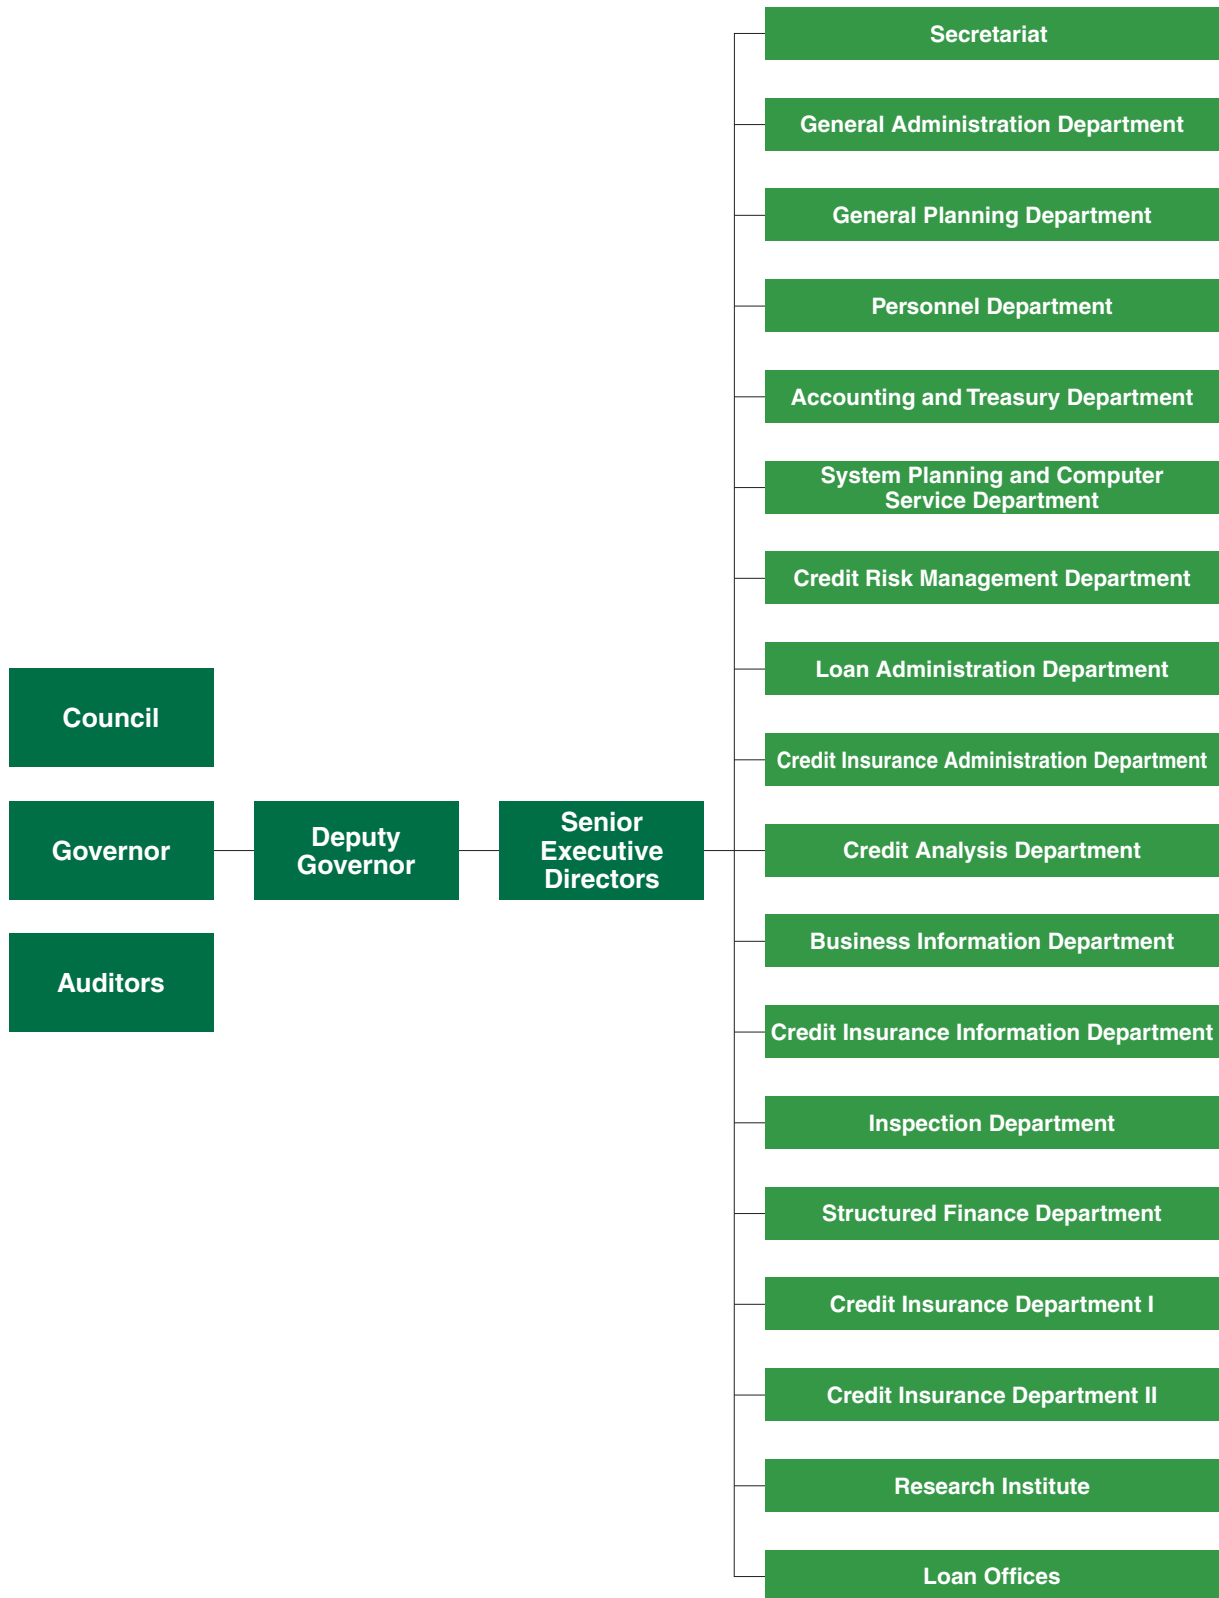 Council
Governor
Auditors
Deputy
Governor
Senior
Executive
Directors
Secretariat
General Administration Department
General Planning Department
Personnel Department
Accounting and Treasury Department
System Planning and Computer
Service Department
Credit Risk Management Department
Loan Administration Department
Credit Insurance Administration Department
Credit Analysis Department
Business Information Department
Credit Insurance Information Department
Inspection Department
Structured Finance Department
Credit Insurance Department I
Credit Insurance Department II
Research Institute
Loan Offices